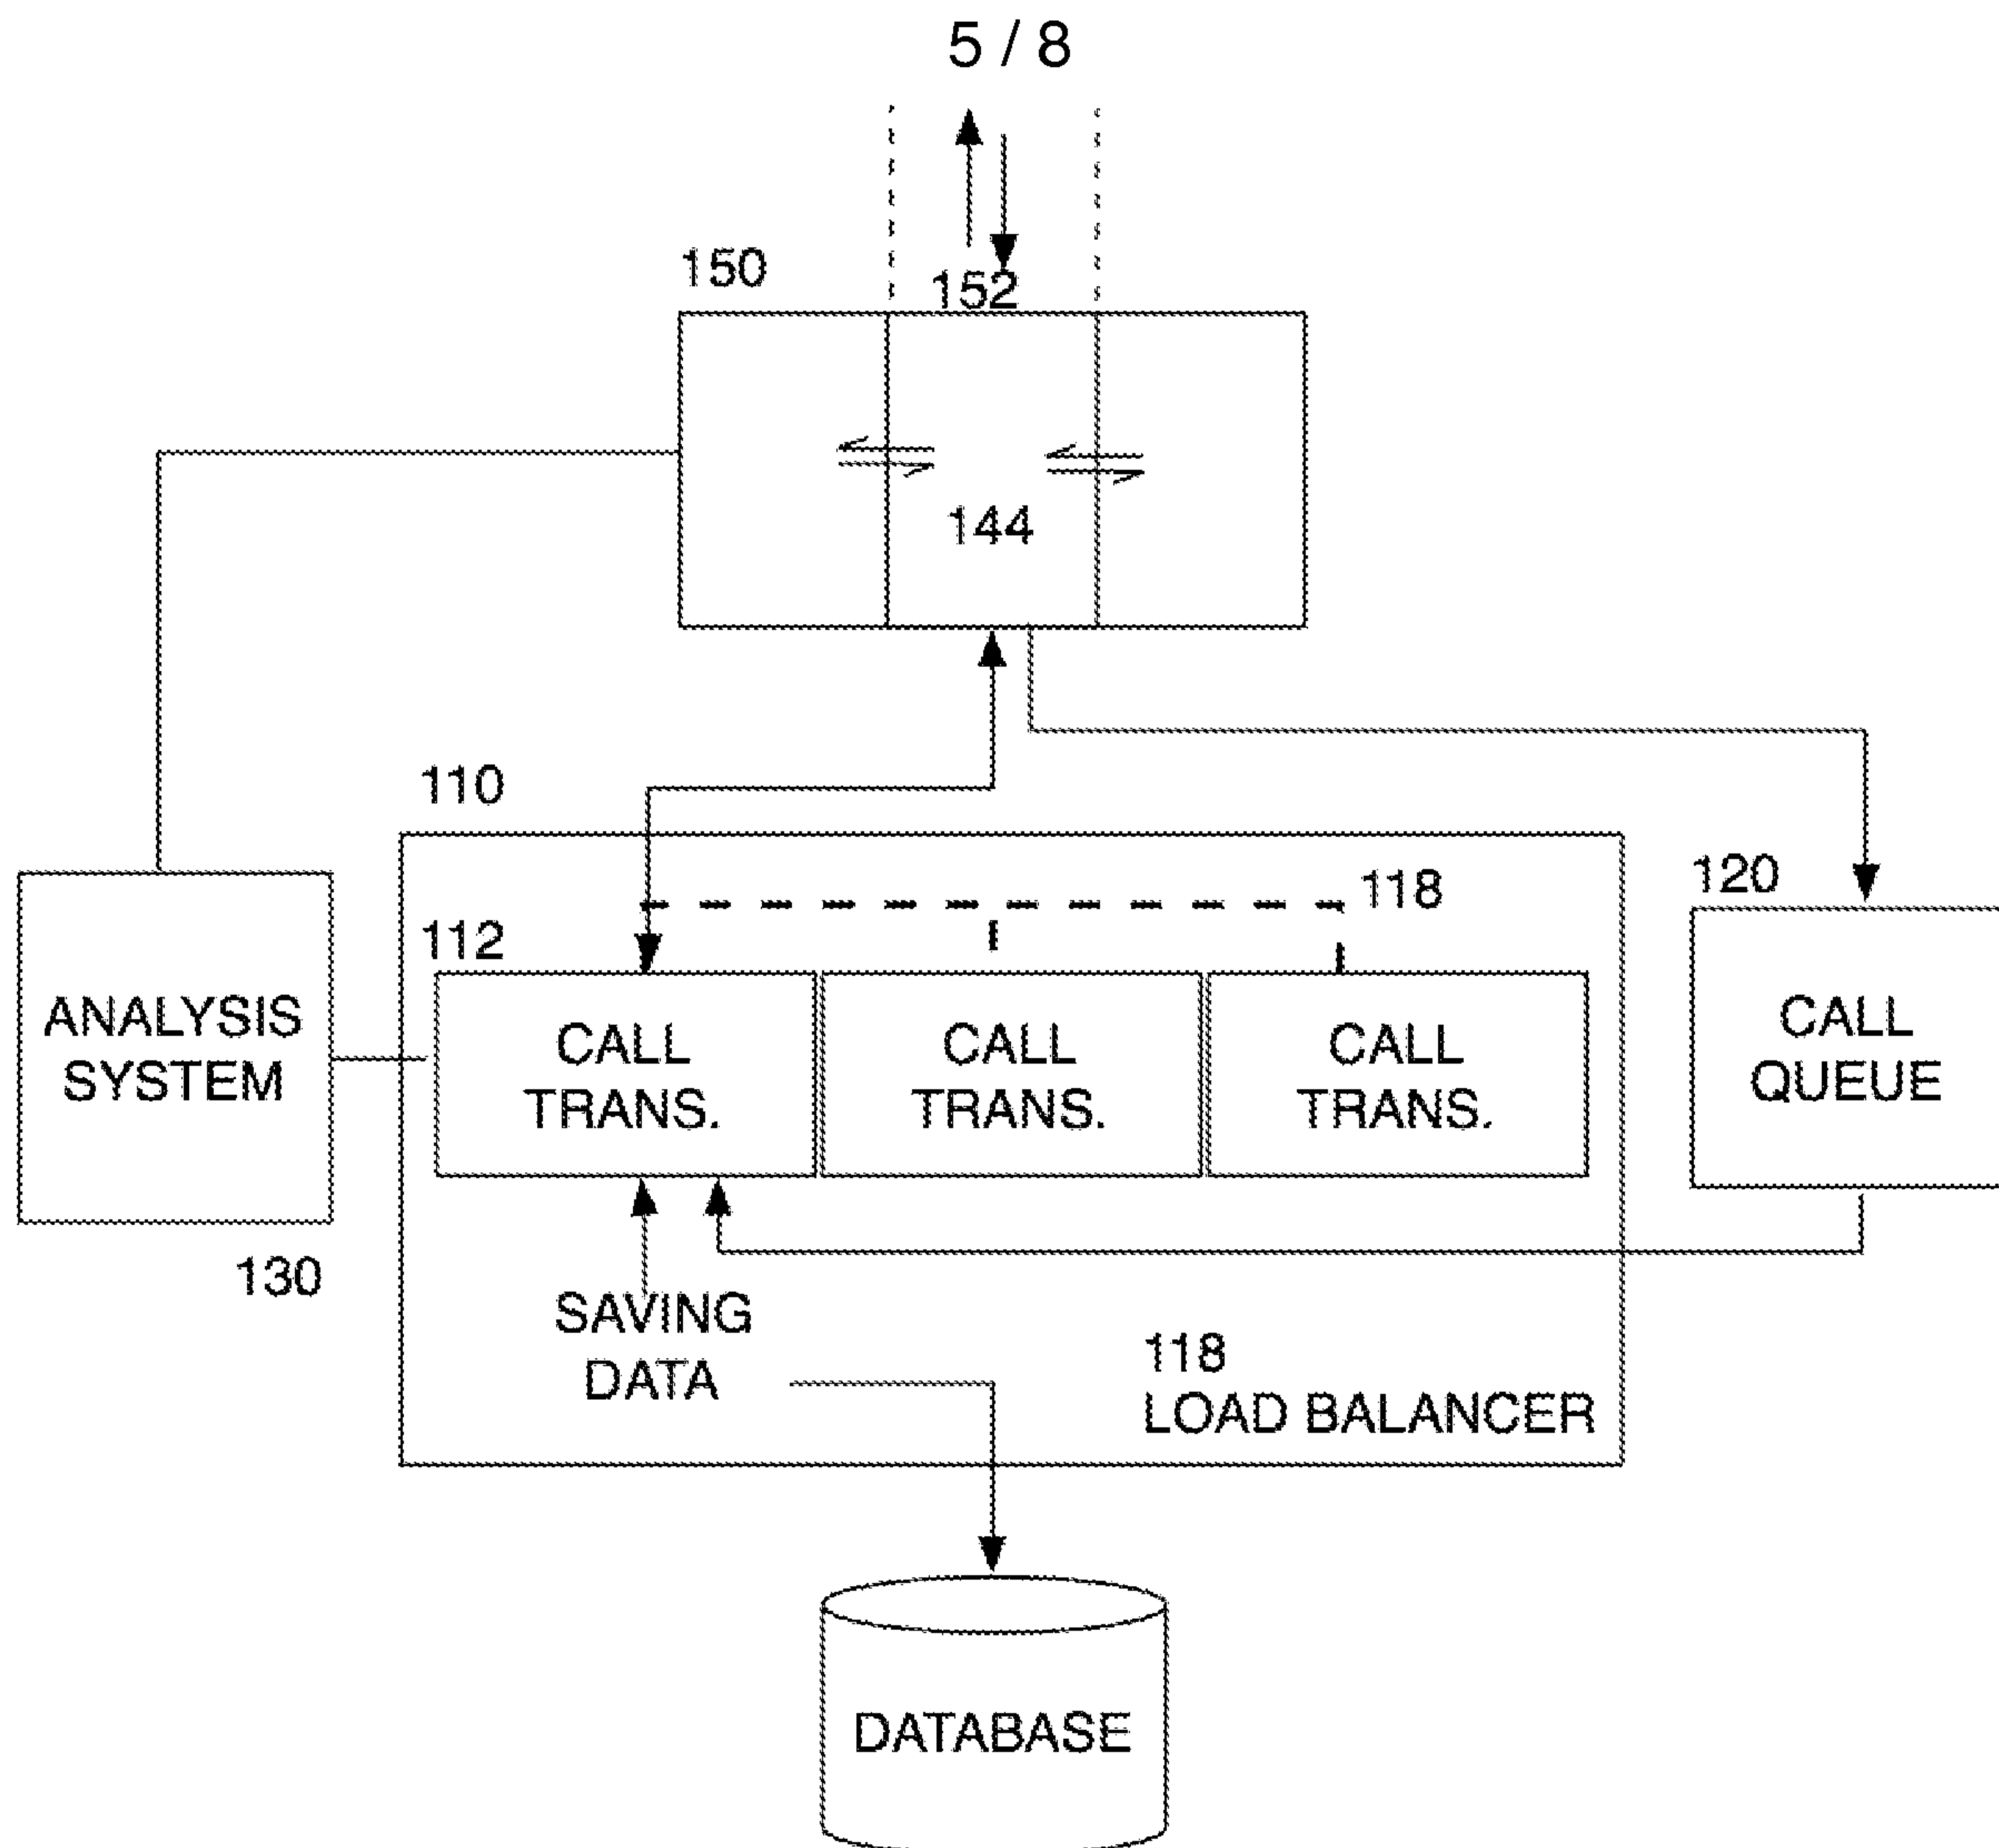 5 / 8
150
152
144
110
118
120
112
ANALYSIS
SYSTEM
CALL
TRANS.
CALL
TRANS.
CALL
TRANS.
CALL
QUEUE
130
SAVING
DATA
118
LOAD BALANCER
DATABASE